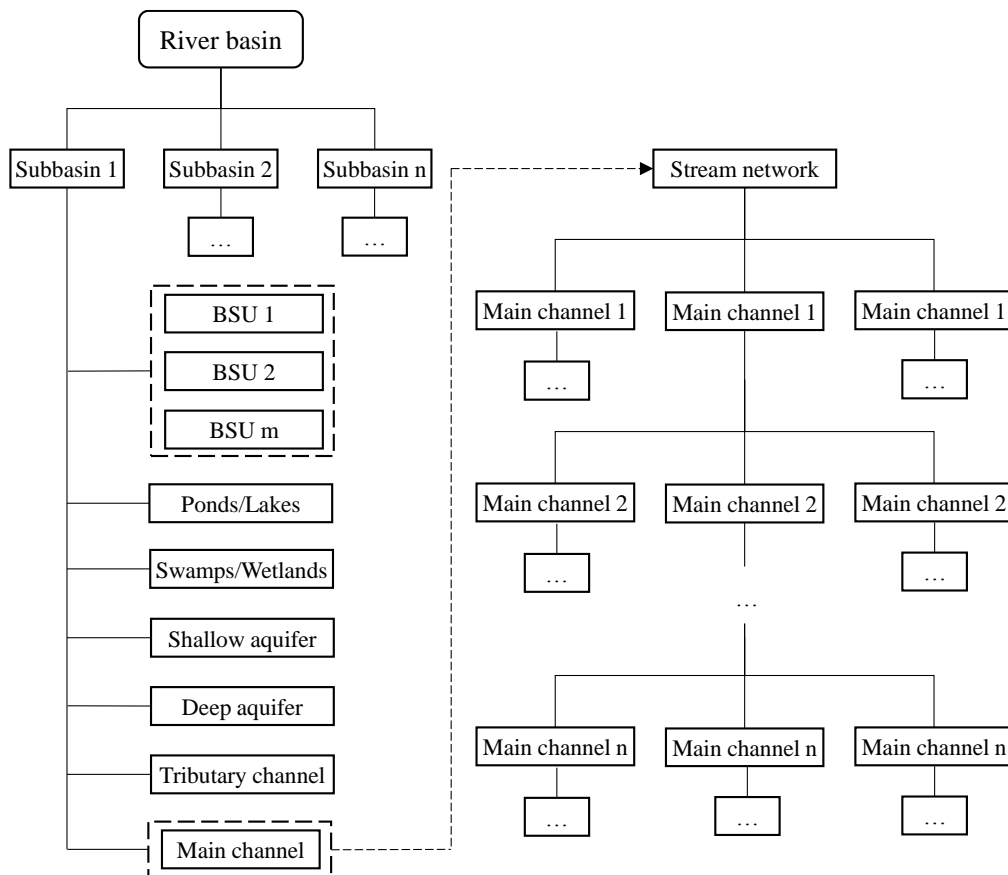 River basin
Subbasin 1
Subbasin 2
Subbasin n
...
...
BSU 1
BSU 2
BSU m
Ponds/Lakes
Swamps/Wetlands
Shallow aquifer
Deep aquifer
Tributary channel
Main channel
Stream network
Main channel 1
Main channel 1
Main channel 1
...
...
Main channel 2
Main channel 2
Main channel 2
...
...
...
Main channel n
Main channel n
Main channel n
...
...
...